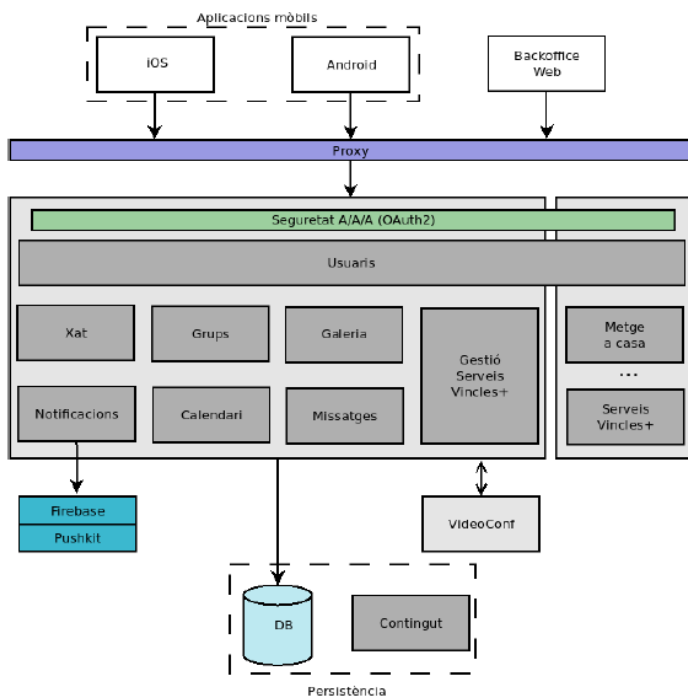 Aplicacions mòbils
iOS
Android
Backoffice
Web
Proxy
Seguretat A/A/A (OAuth2)
Usuaris
Xat
Grups
Galeria
Gestió
Serveis
Vincles+
Metge
a casa
...
Notificacions
Calendari
Missatges
Serveis
Vincles+
Firebase
Pushkit
VideoConf
DB
Contingut
Persistència